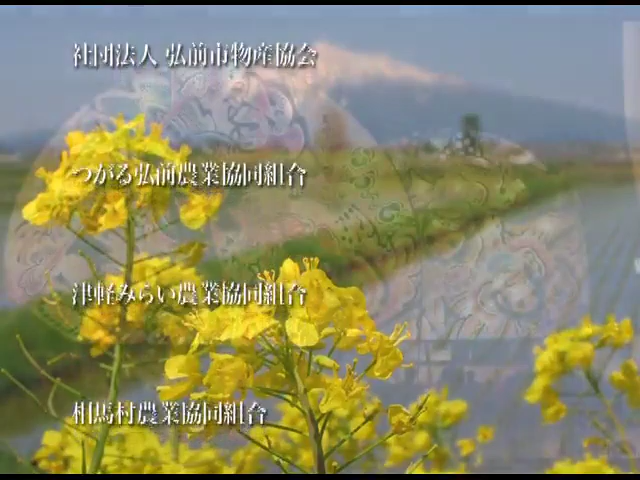 社団法人 弘前市物産協会
つがる弘前農業協同組合
津軽みらい農業協同組合
相馬村農業協同組合